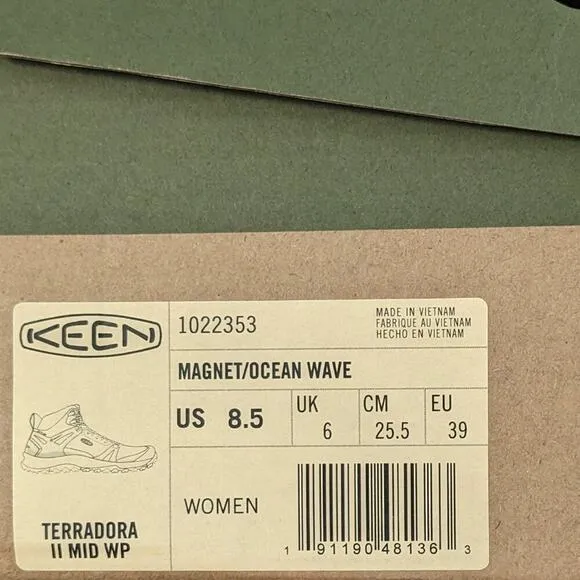 KEEN
1022353
MADE IN VIETNAM
FABRIQUE AU VIETNAM
HECHO EN VIETNAM
MAGNET/OCEAN WAVE
US 8.5
UK 6
CM 25.5
EU 39
WOMEN
TERRADORA
II MID WP
1 91190 48136 3